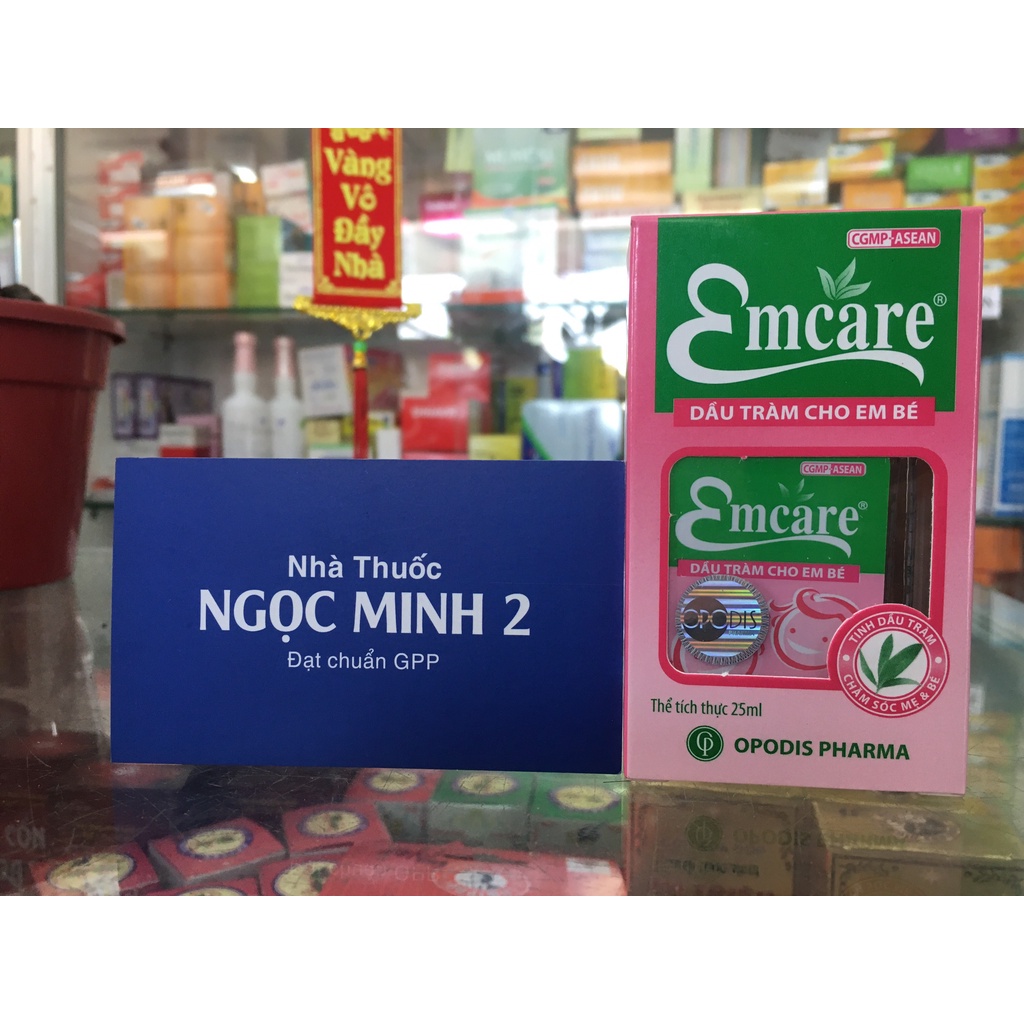 Vàng
Vô
Đầy
Nhà
Nhà Thuốc
NGỌC MINH 2
Đạt chuẩn GPP
CGMP-ASEAN
Emcare®
DẦU TRÀM CHO EM BÉ
CGMP-ASEAN
Emcare®
DẦU TRÀM CHO EM BÉ
OPODIS
TINH DẦU TRÀM
CHĂM SÓC MẸ & BÉ
Thể tích thực 25ml
OPODIS PHARMA